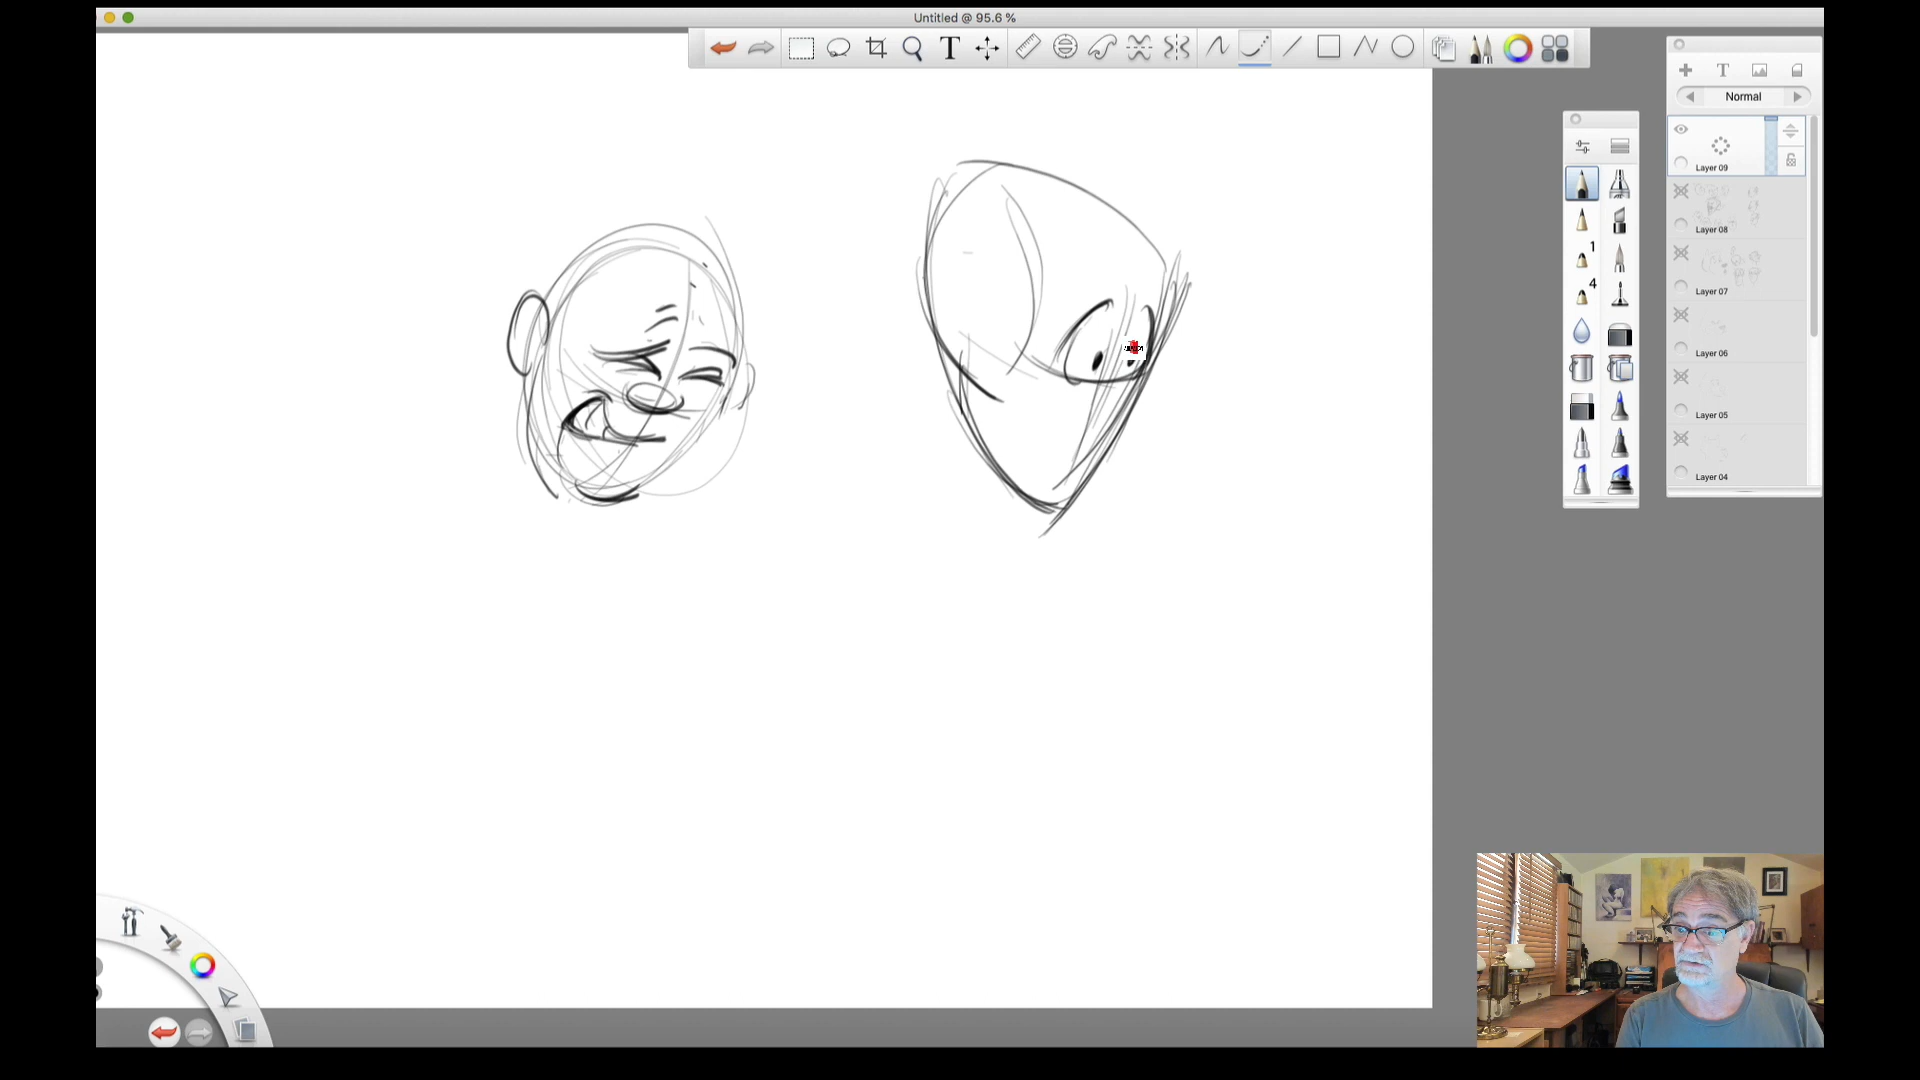 Untitled @ 95.6 %
T
T
Normal
Layer 09
Layer 08
1
Layer 07
4
Layer 06
Layer 05
Layer 04